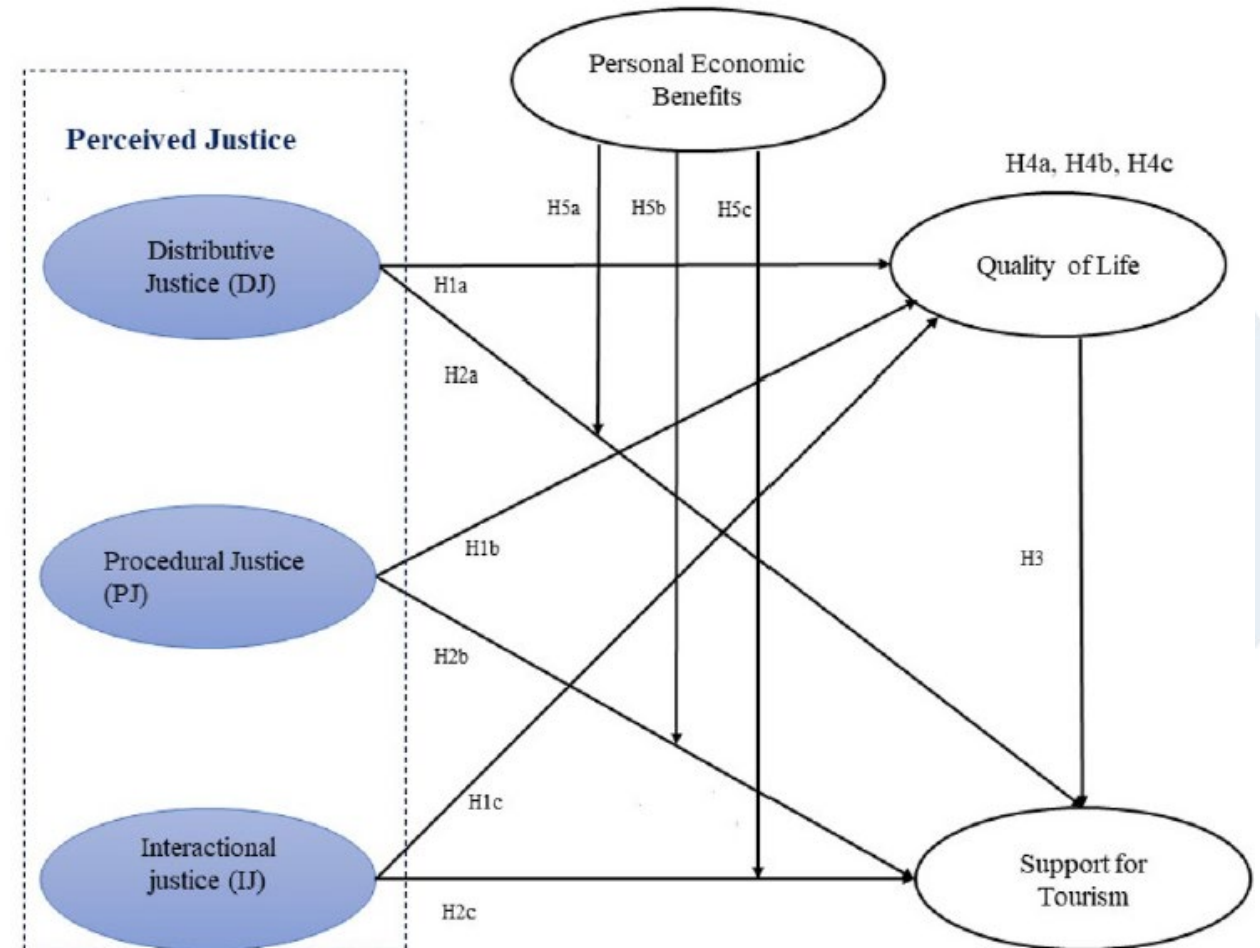 Personal Economic
Benefits
Perceived Justice
H4a, H4b, H4c
H5a
H5b
H5c
Distributive
Justice (DJ)
Quality of Life
H1a
H2a
Procedural Justice
(PJ)
H1b
H3
H2b
H1c
Interactional
justice (IJ)
Support for
Tourism
H2c